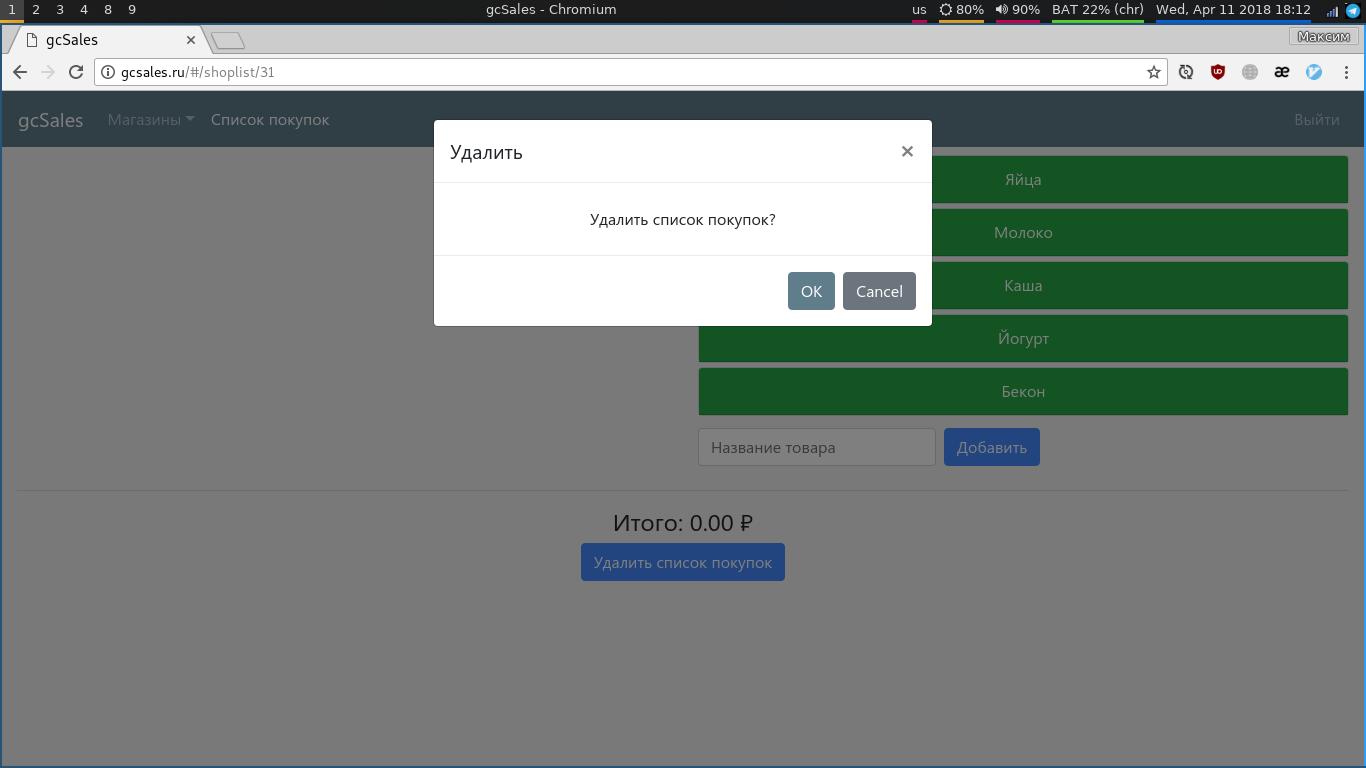 1 2 3 4 8 9 gcSales - Chromium us 80% 90% BAT 22% (chr) Wed, Apr 11 2018 18:12
gcSales Максим
gcsales.ru/#/shoplist/31
gcSales Магазины Список покупок Выйти
Удалить
Удалить список покупок?
OK Cancel
Яйца
Молоко
Каша
Йогурт
Бекон
Название товара Добавить
Итого: 0.00 ₽
Удалить список покупок